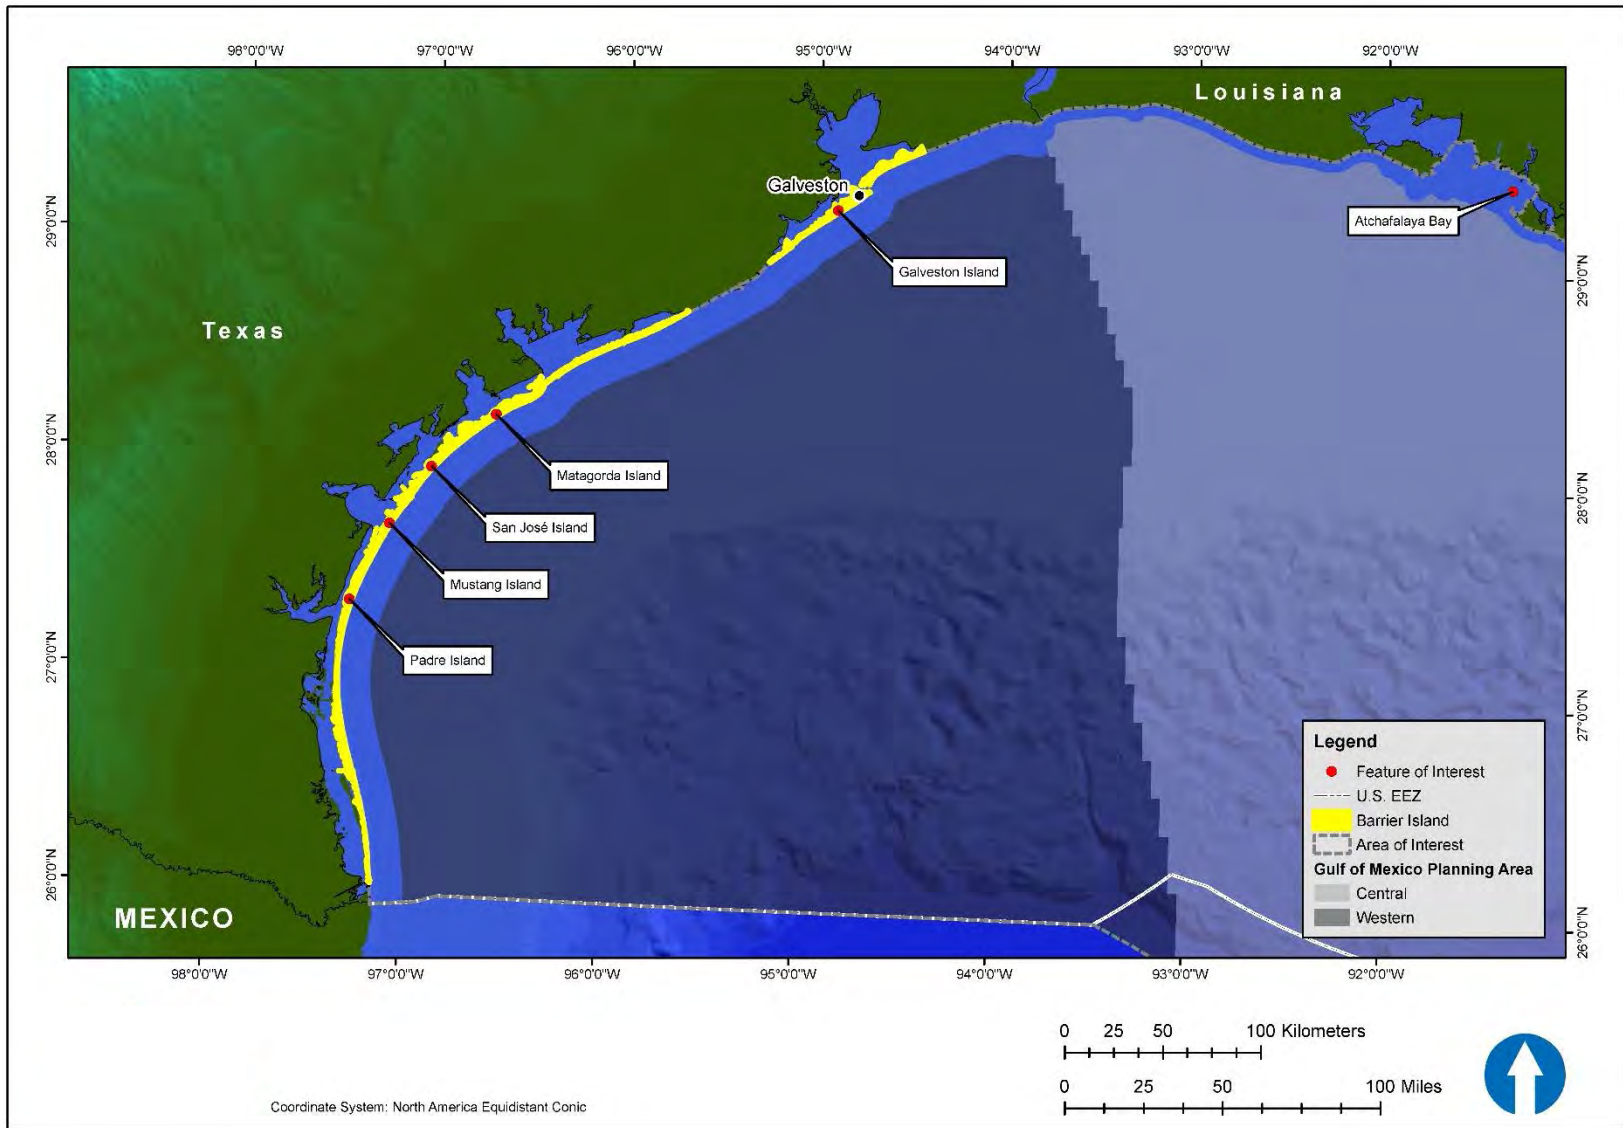 98°0'0"W 97°0'0"W 96°0'0"W 95°0'0"W 94°0'0"W 93°0'0"W 92°0'0"W
Louisiana
Galveston
Atchafalaya Bay
29°0'0"N
Galveston Island
29°0'0"N
Texas
28°0'0"N
Matagorda Island
28°0'0"N
San José Island
Mustang Island
27°0'0"N
Padre Island
27°0'0"N
Legend
Feature of Interest
U.S. EEZ
Barrier Island
Area of Interest
Gulf of Mexico Planning Area
Central
Western
26°0'0"N
26°0'0"N
MEXICO
98°0'0"W 97°0'0"W 96°0'0"W 95°0'0"W 94°0'0"W 93°0'0"W 92°0'0"W
0 25 50 100 Kilometers
0 25 50 100 Miles
Coordinate System: North America Equidistant Conic